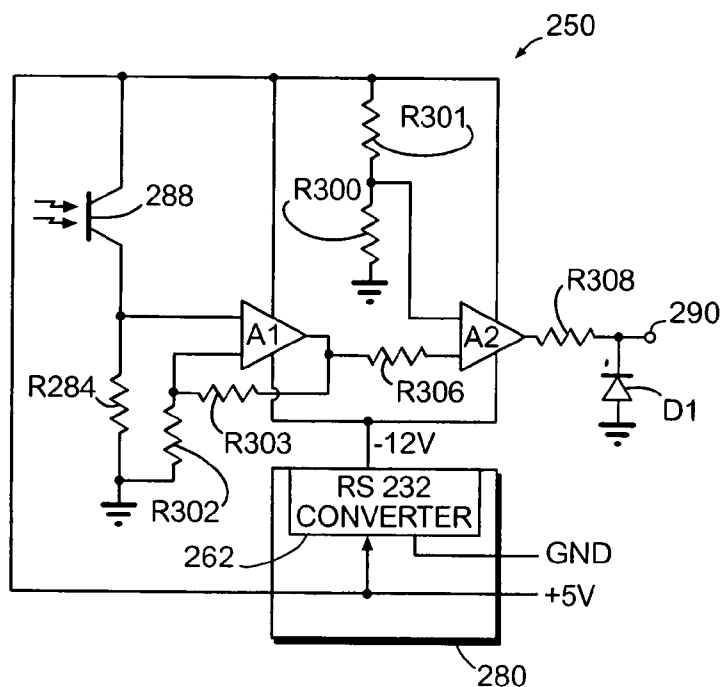 250
R301
R300
288
R308
290
A1
A2
R284
R306
D1
R303
-12V
R302
RS 232
CONVERTER
262
GND
+5V
280